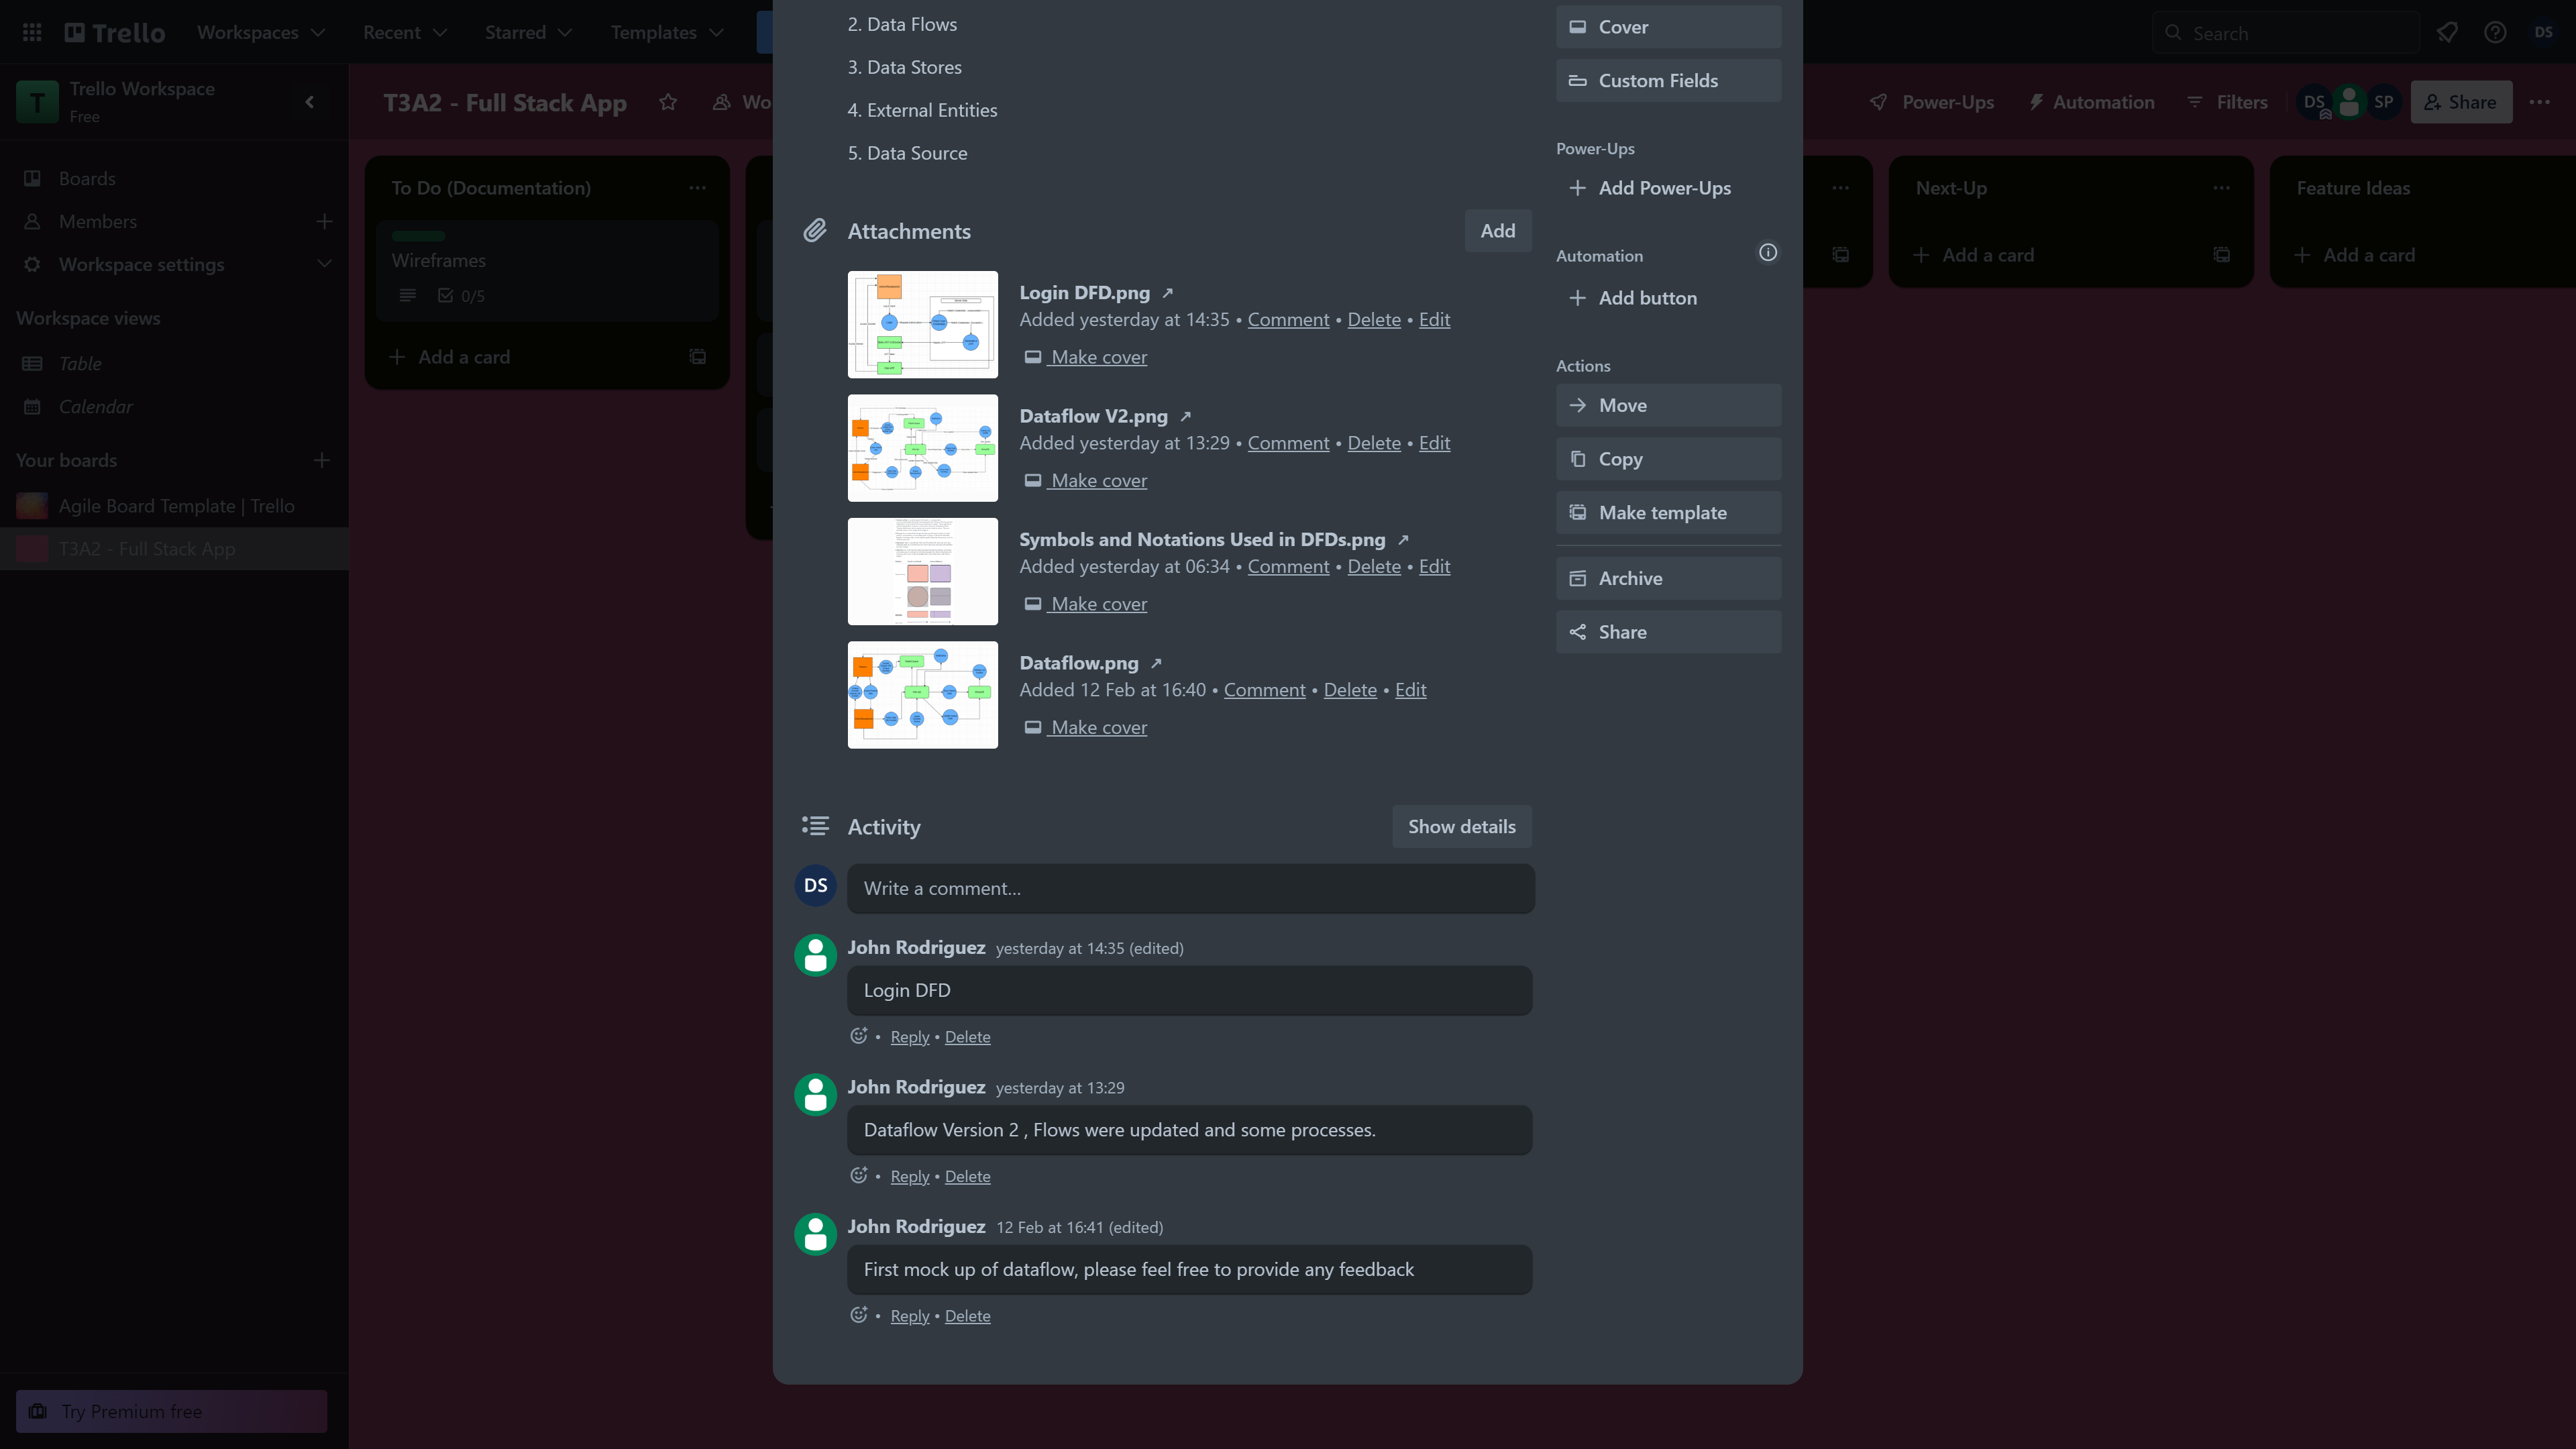 Trello
Workspaces
Recent
Starred
Templates
Search
DS
T
Trello Workspace
Free
Boards
Members
Workspace settings
Workspace views
Table
Calendar
Your boards
Agile Board Template | Trello
T3A2 - Full Stack App
Try Premium free
T3A2 - Full Stack App
Wo
Power-Ups
Automation
Filters
DS
SP
Share
To Do (Documentation)
Wireframes
0/5
Add a card
Next-Up
Add a card
Feature Ideas
Add a card
2. Data Flows
3. Data Stores
4. External Entities
5. Data Source
Attachments
Add
Login DFD.png
Added yesterday at 14:35 • Comment • Delete • Edit
Make cover
Dataflow V2.png
Added yesterday at 13:29 • Comment • Delete • Edit
Make cover
Symbols and Notations Used in DFDs.png
Added yesterday at 06:34 • Comment • Delete • Edit
Make cover
Dataflow.png
Added 12 Feb at 16:40 • Comment • Delete • Edit
Make cover
Activity
Show details
DS
Write a comment...
John Rodriguez yesterday at 14:35 (edited)
Login DFD
• Reply • Delete
John Rodriguez yesterday at 13:29
Dataflow Version 2 , Flows were updated and some processes.
• Reply • Delete
John Rodriguez 12 Feb at 16:41 (edited)
First mock up of dataflow, please feel free to provide any feedback
• Reply • Delete
Cover
Custom Fields
Power-Ups
Add Power-Ups
Automation
Add button
Actions
Move
Copy
Make template
Archive
Share